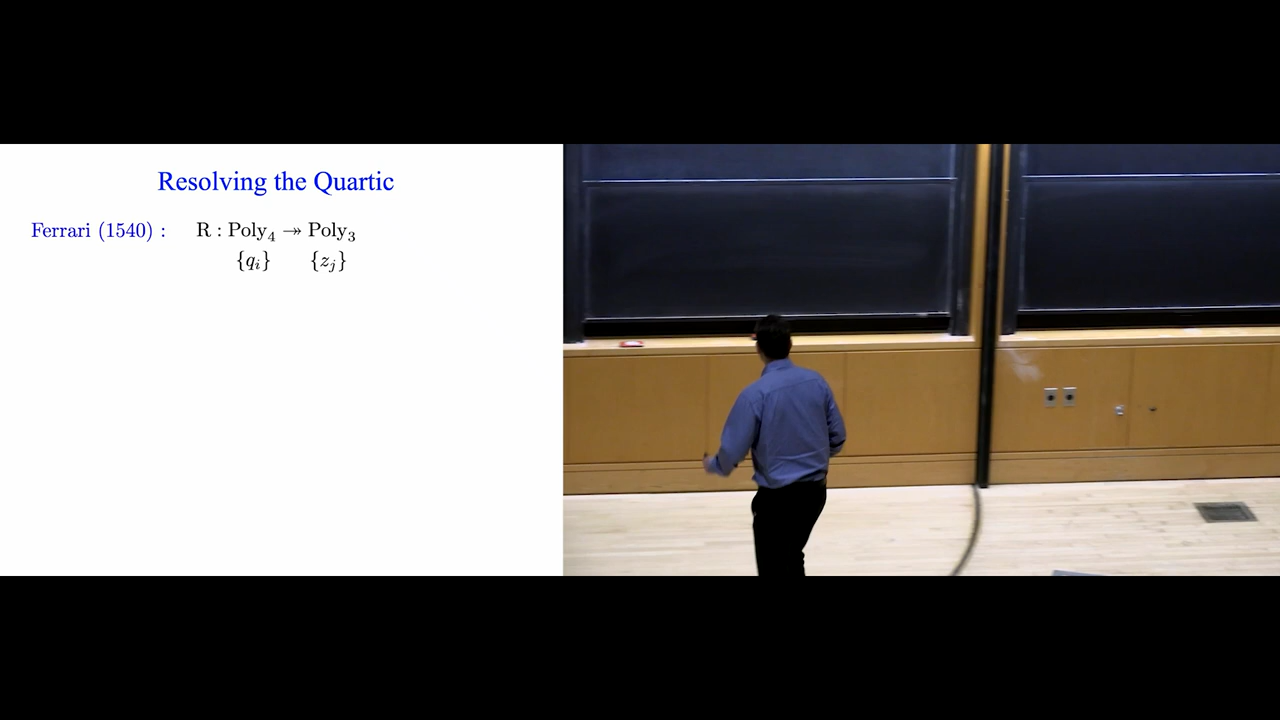 Resolving the Quartic
Ferrari (1540) : R : Poly₄ ↠ Poly₃
{qᵢ} {zⱼ}